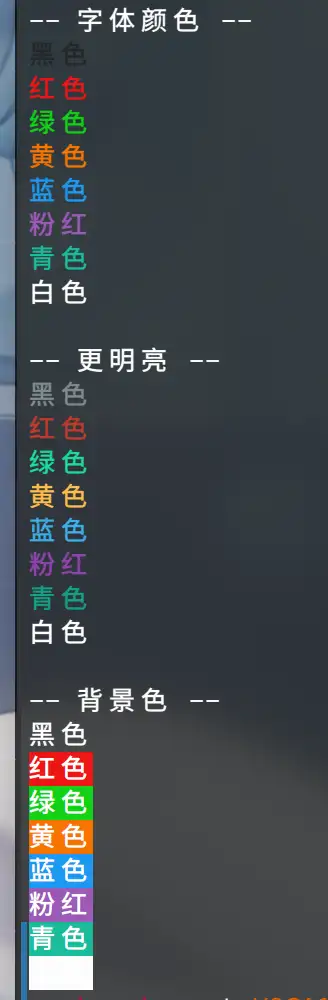 -- 字体颜色 --
黑色
红色
绿色
黄色
蓝色
粉红
青色
白色
-- 更明亮 --
黑色
红色
绿色
黄色
蓝色
粉红
青色
白色
-- 背景色 --
黑色
红色
绿色
黄色
蓝色
粉红
青色